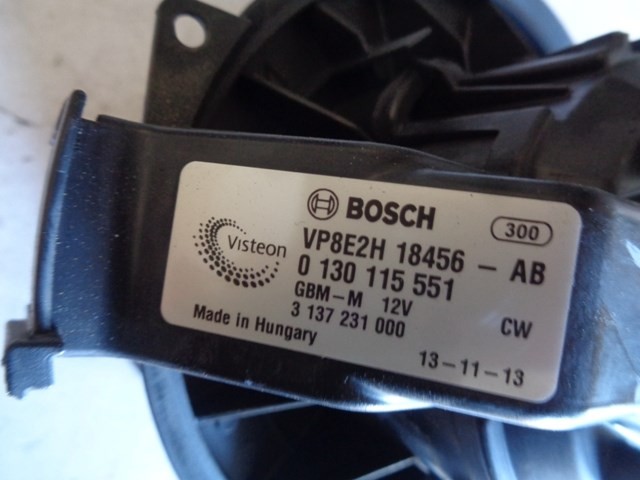 BOSCH
300
Visteon
VP8E2H 18456 - AB
0 130 115 551
GBM-M 12V
3 137 231 000
CW
Made in Hungary
13-11-13